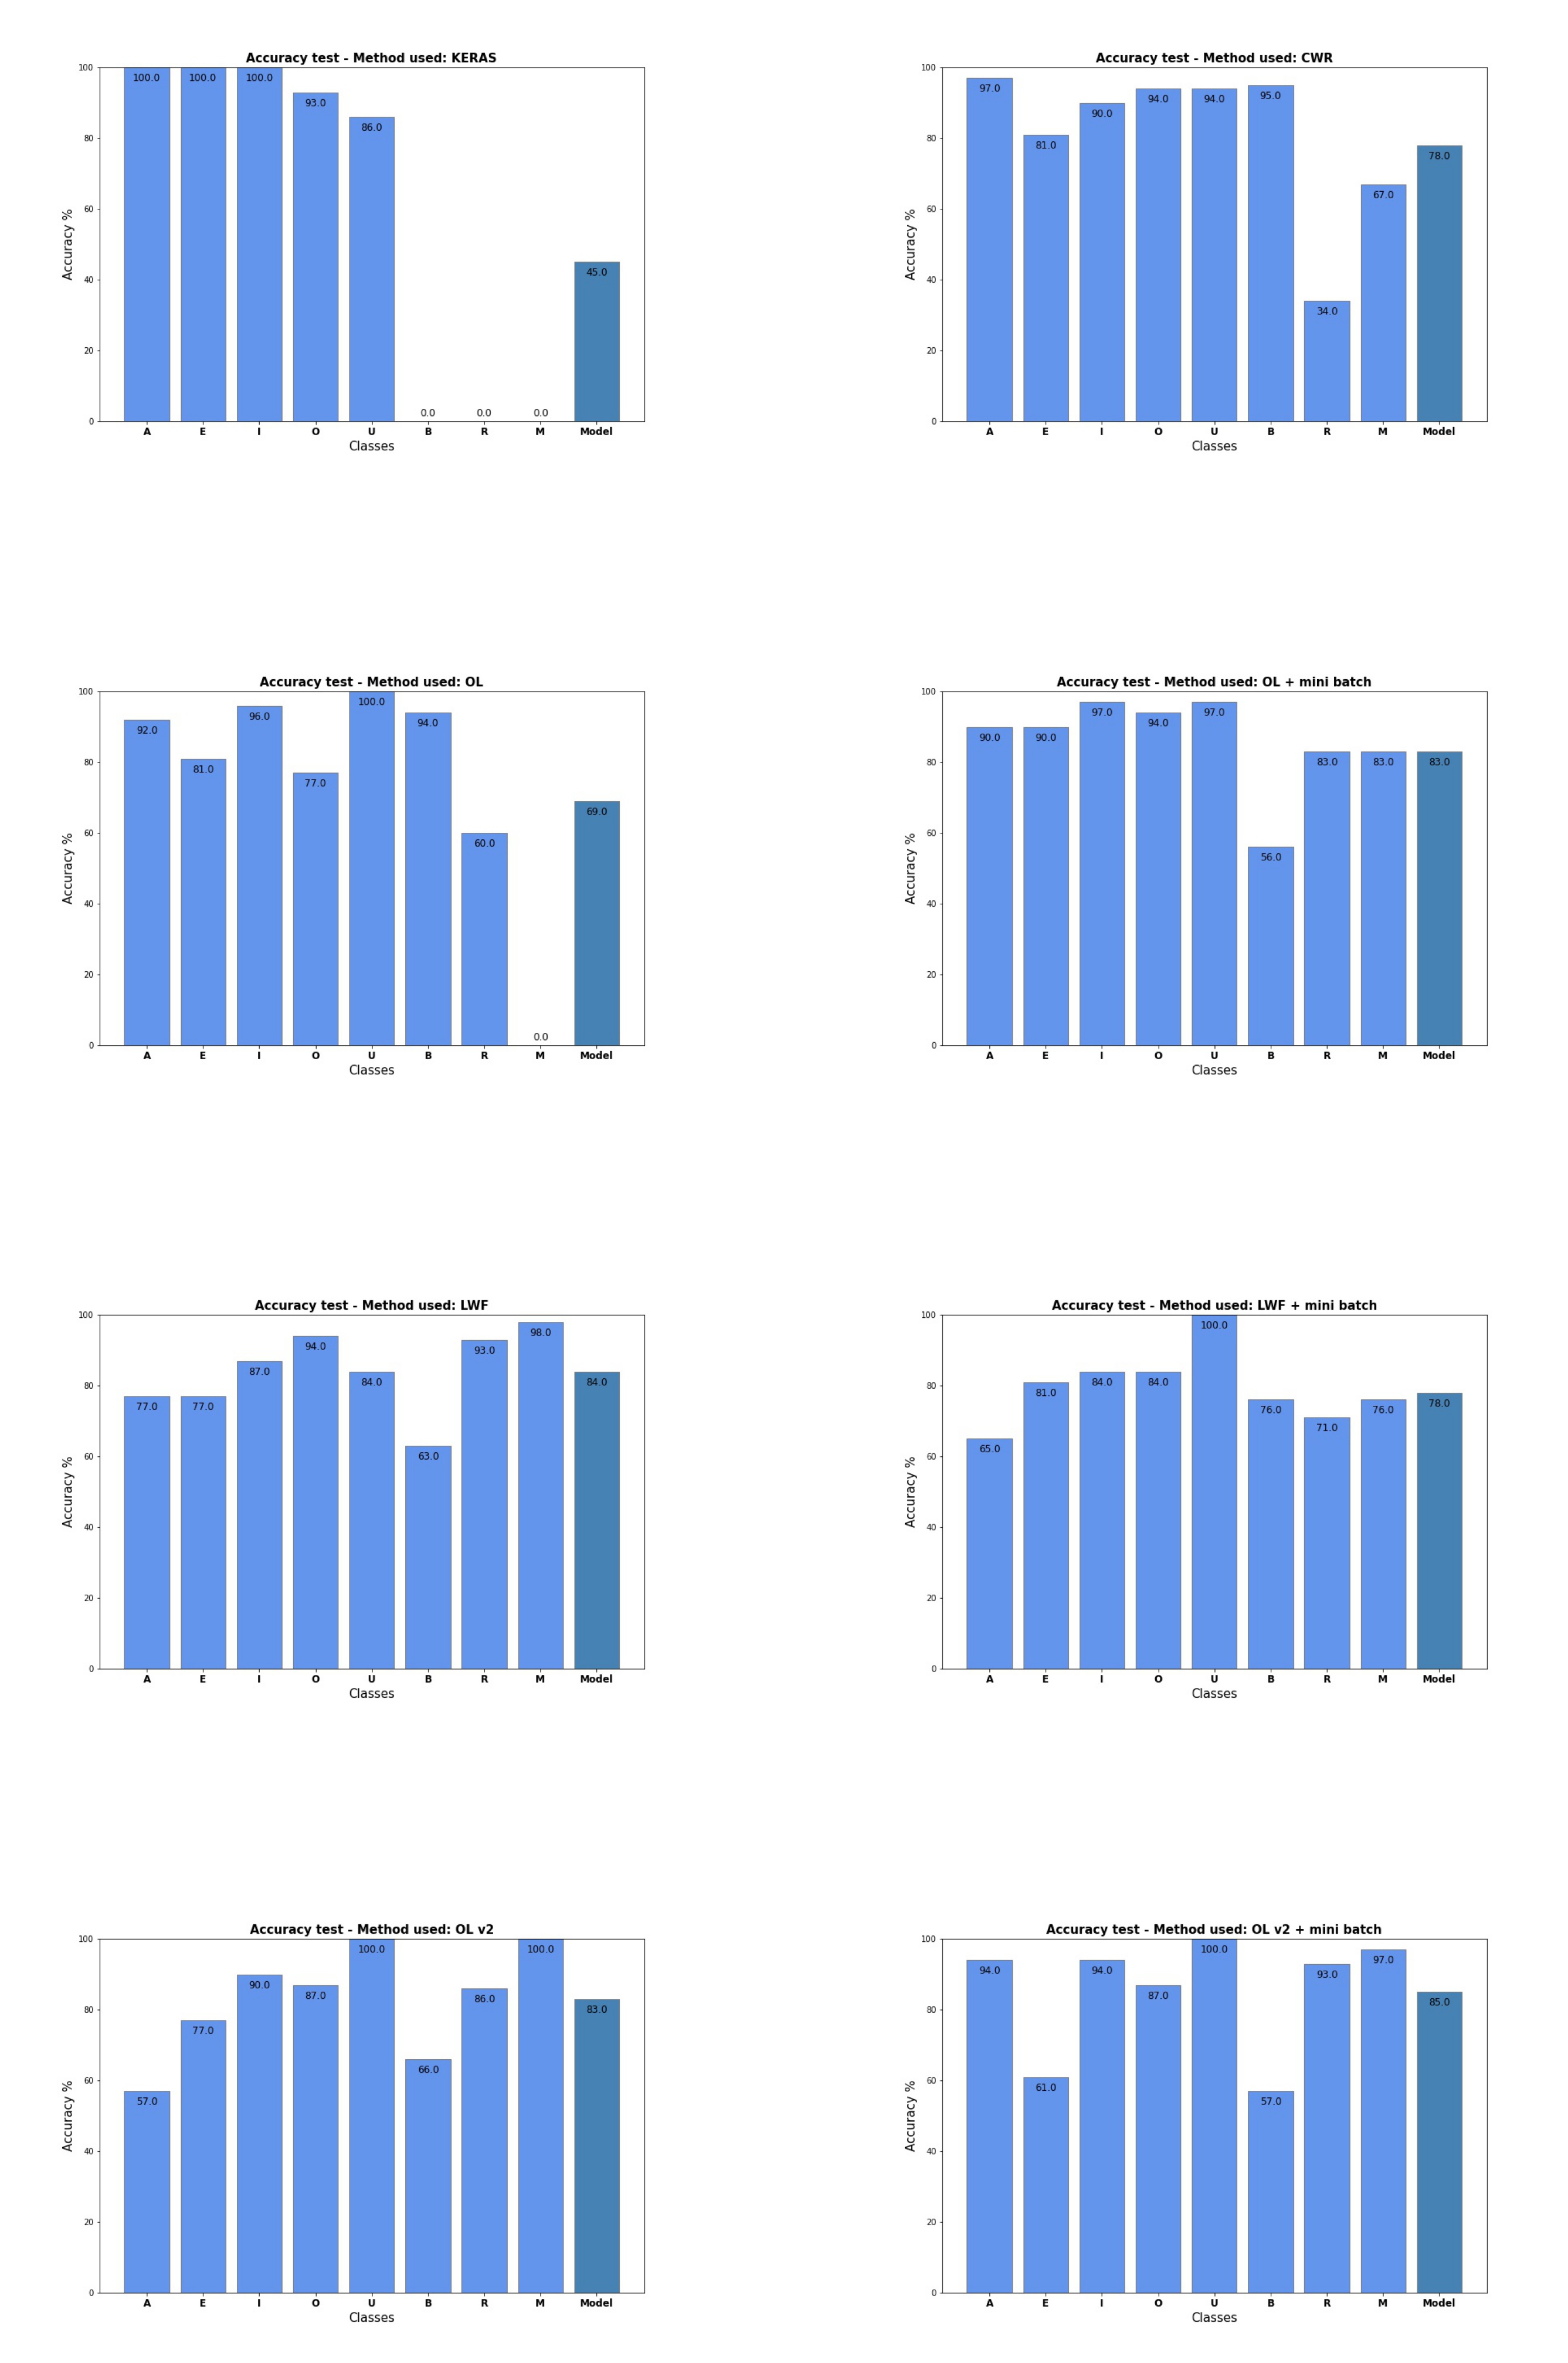 Accuracy test - Method used: KERAS
100
80
60
40
20
0
Accuracy %
100.0 100.0 100.0 93.0 86.0 0.0 0.0 0.0 45.0
A E I O U B R M Model
Classes
Accuracy test - Method used: CWR
100
80
60
40
20
0
Accuracy %
97.0 81.0 90.0 94.0 94.0 95.0 34.0 67.0 78.0
A E I O U B R M Model
Classes
Accuracy test - Method used: OL
100
80
60
40
20
0
Accuracy %
92.0 81.0 96.0 77.0 100.0 94.0 60.0 0.0 69.0
A E I O U B R M Model
Classes
Accuracy test - Method used: OL + mini batch
100
80
60
40
20
0
Accuracy %
90.0 90.0 97.0 94.0 97.0 56.0 83.0 83.0 83.0
A E I O U B R M Model
Classes
Accuracy test - Method used: LWF
100
80
60
40
20
0
Accuracy %
77.0 77.0 87.0 94.0 84.0 63.0 93.0 98.0 84.0
A E I O U B R M Model
Classes
Accuracy test - Method used: LWF + mini batch
100
80
60
40
20
0
Accuracy %
65.0 81.0 84.0 84.0 100.0 76.0 71.0 76.0 78.0
A E I O U B R M Model
Classes
Accuracy test - Method used: OL v2
100
80
60
40
20
0
Accuracy %
57.0 77.0 90.0 87.0 100.0 66.0 86.0 100.0 83.0
A E I O U B R M Model
Classes
Accuracy test - Method used: OL v2 + mini batch
100
80
60
40
20
0
Accuracy %
94.0 61.0 94.0 87.0 100.0 57.0 93.0 97.0 85.0
A E I O U B R M Model
Classes